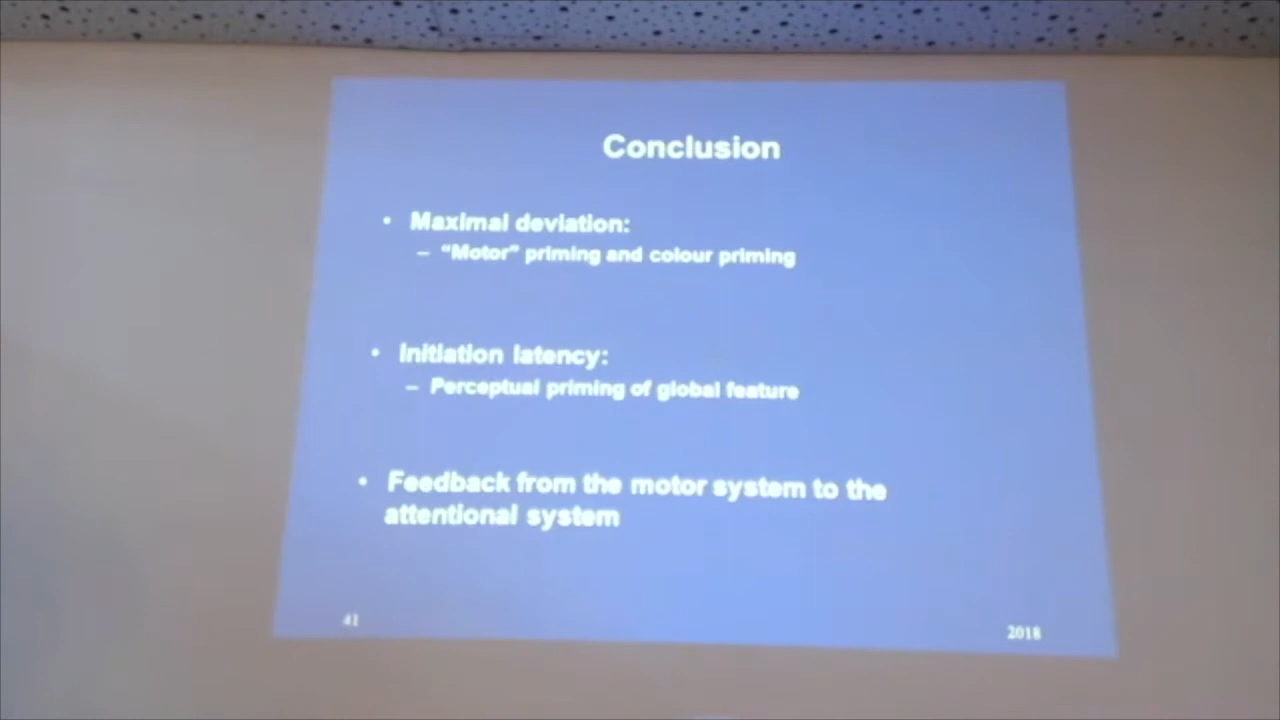 Conclusion
• Maximal deviation:
– "Motor" priming and colour priming
• Initiation latency:
– Perceptual priming of global feature
• Feedback from the motor system to the
attentional system
41
2018